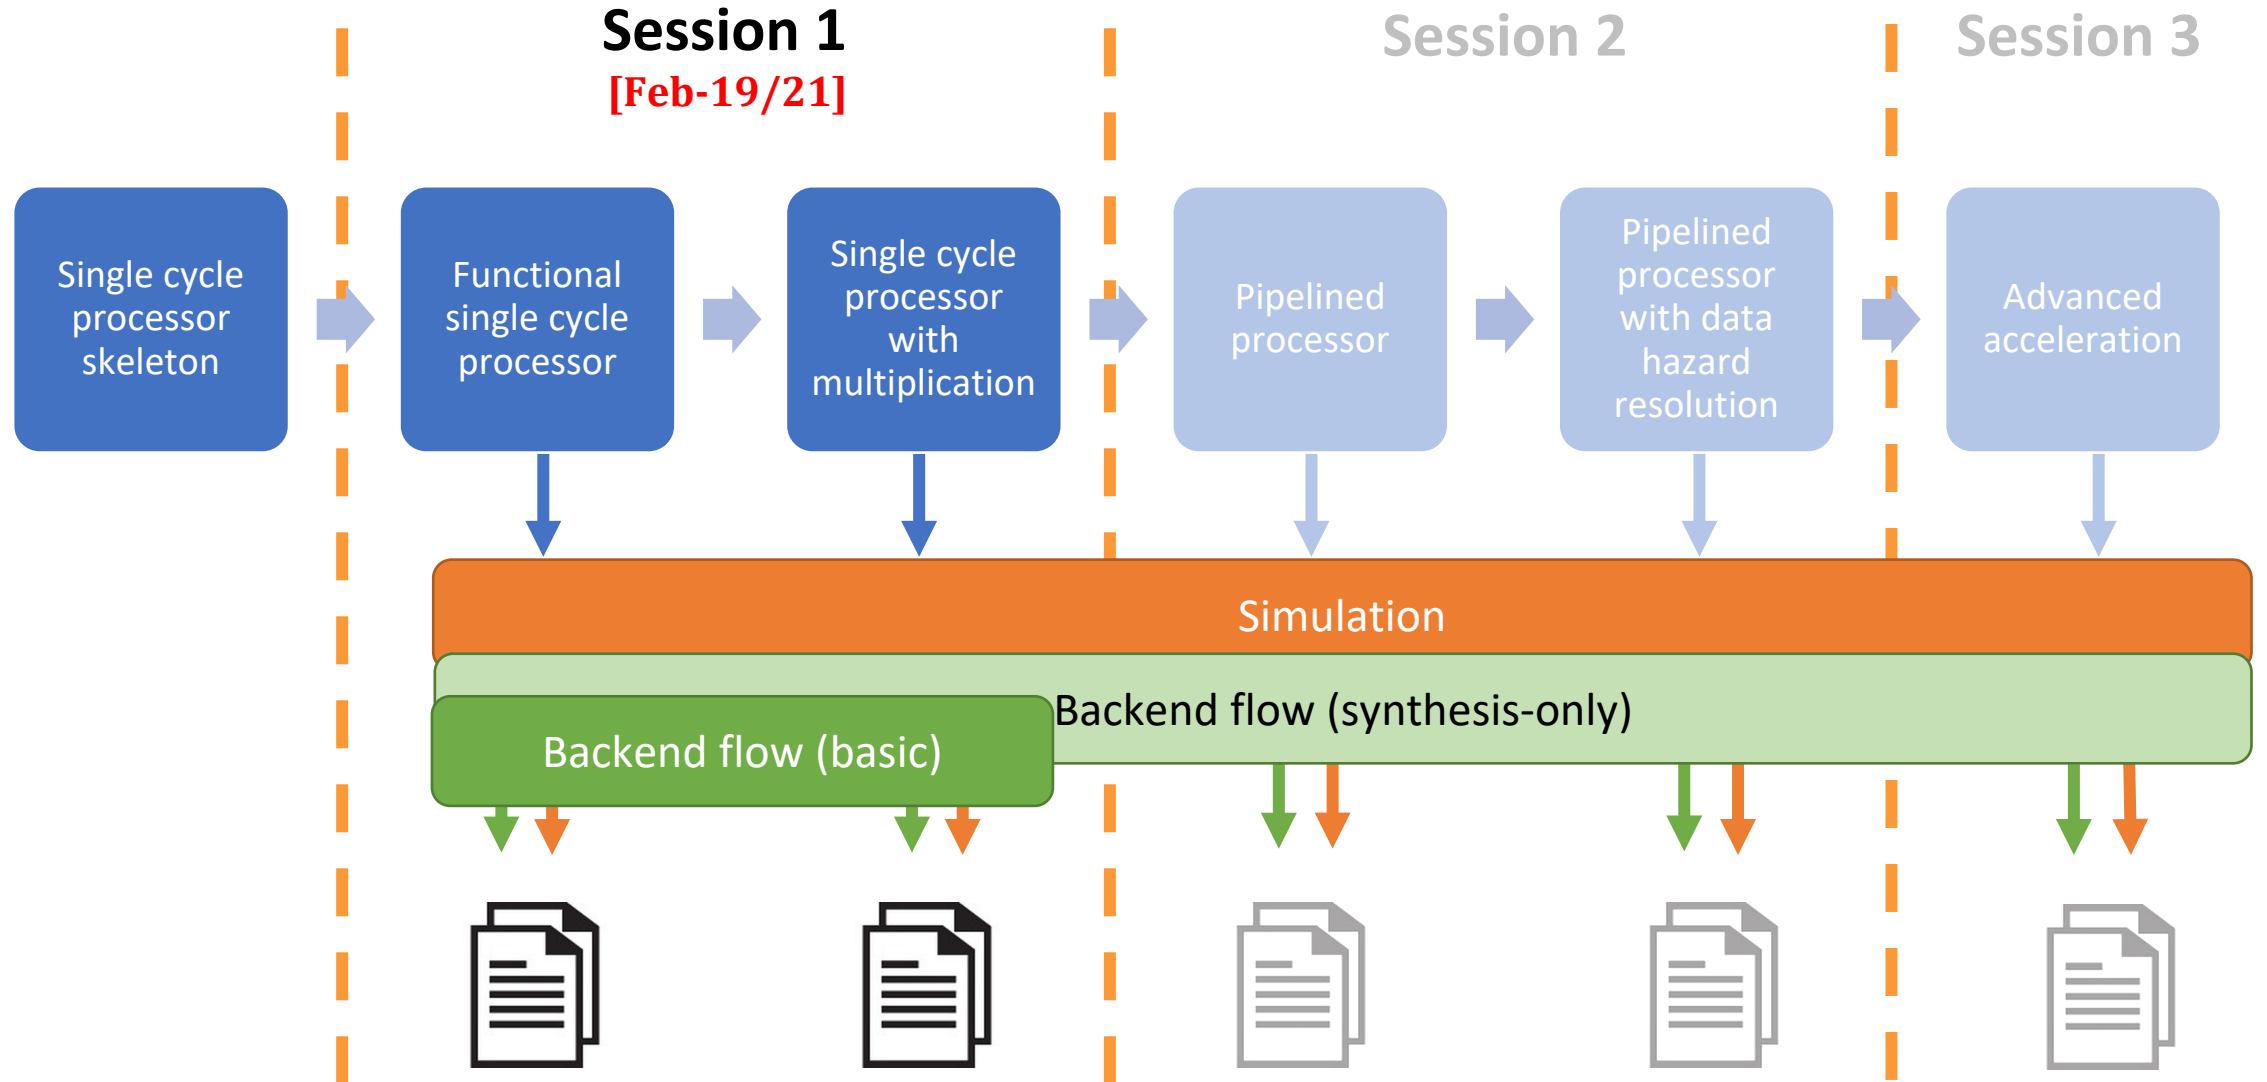 Session 1
[Feb-19/21]
Session 2
Session 3
Single cycle
processor
skeleton
Functional
single cycle
processor
Single cycle
processor
with
multiplication
Pipelined
processor
Pipelined
processor
with data
hazard
resolution
Advanced
acceleration
Simulation
Backend flow (synthesis-only)
Backend flow (basic)